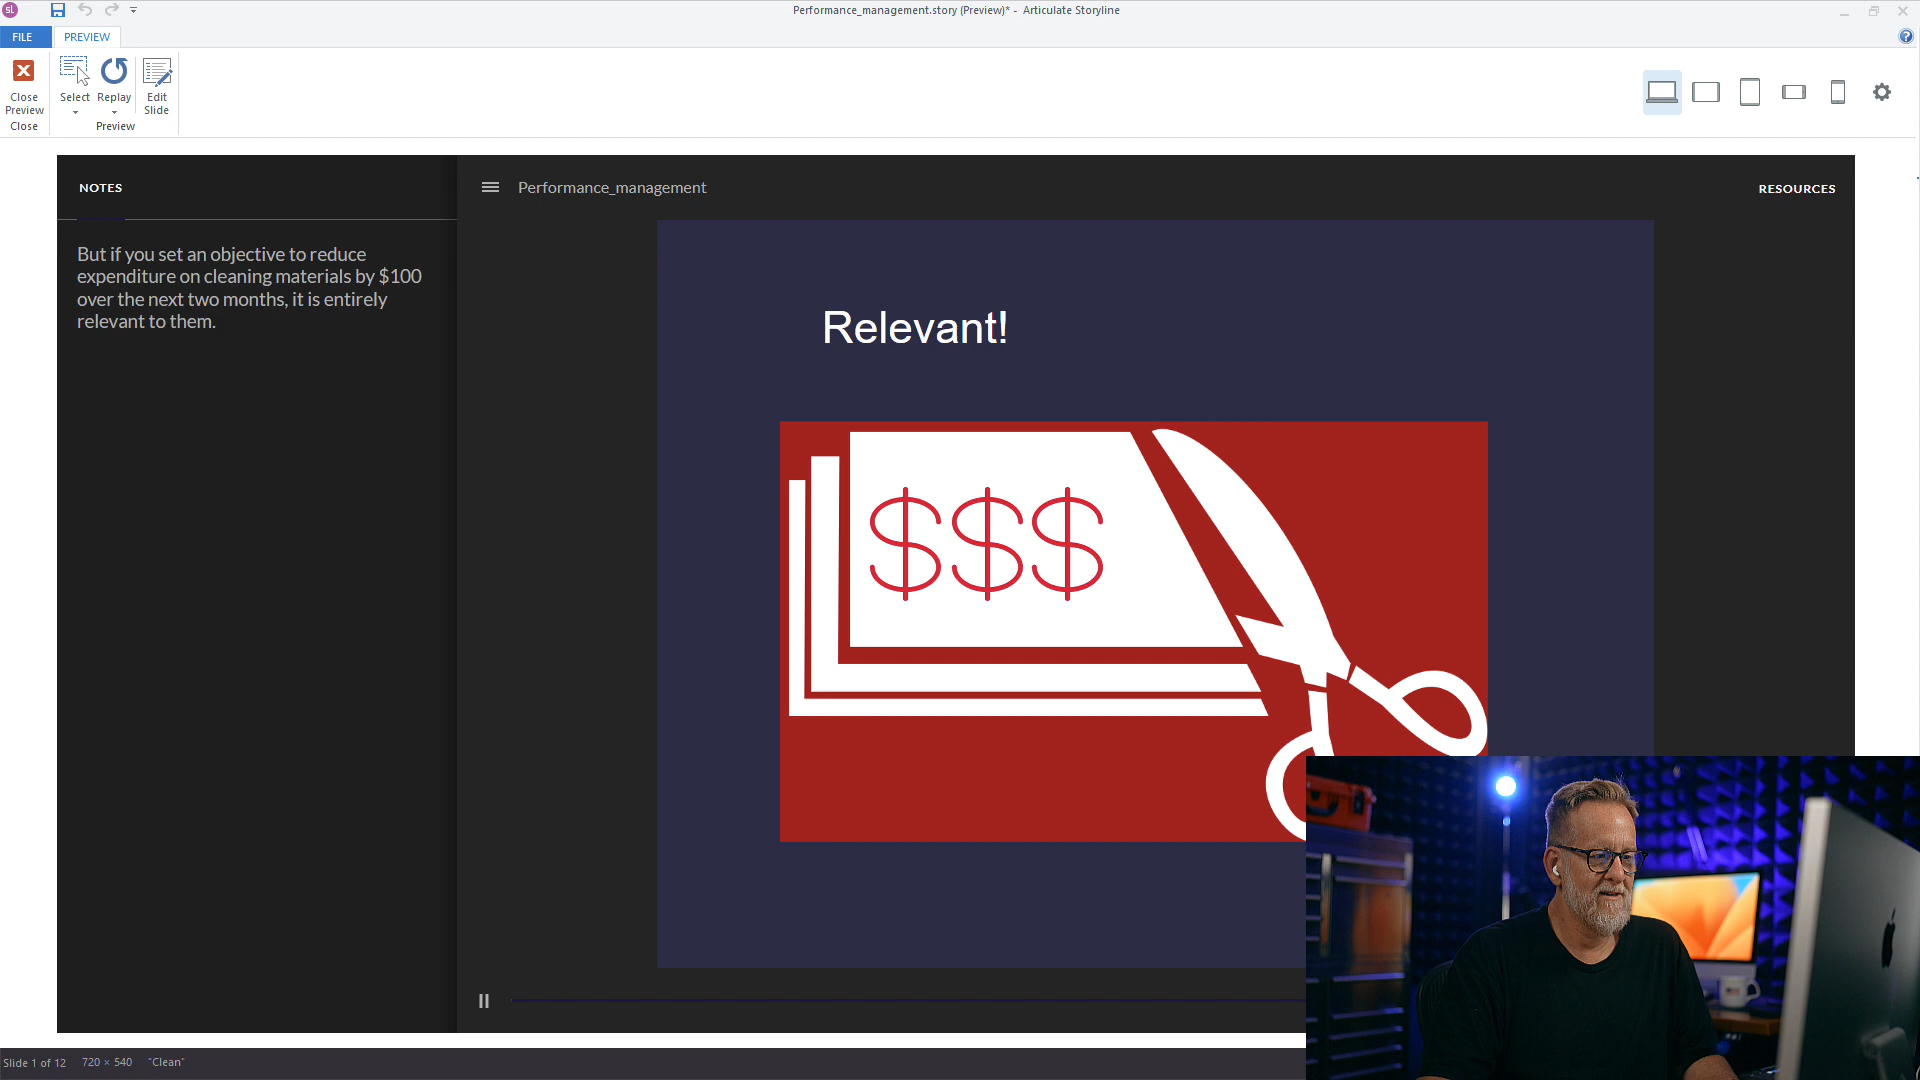 SL
Performance_management.story (Preview)* - Articulate Storyline
FILE
PREVIEW
?
Close
Preview
Select
Replay
Edit
Slide
Close
Preview
NOTES
Performance_management
RESOURCES
But if you set an objective to reduce
expenditure on cleaning materials by $100
over the next two months, it is entirely
relevant to them.
Relevant!
$$$
Slide 1 of 12
720 × 540
"Clean"